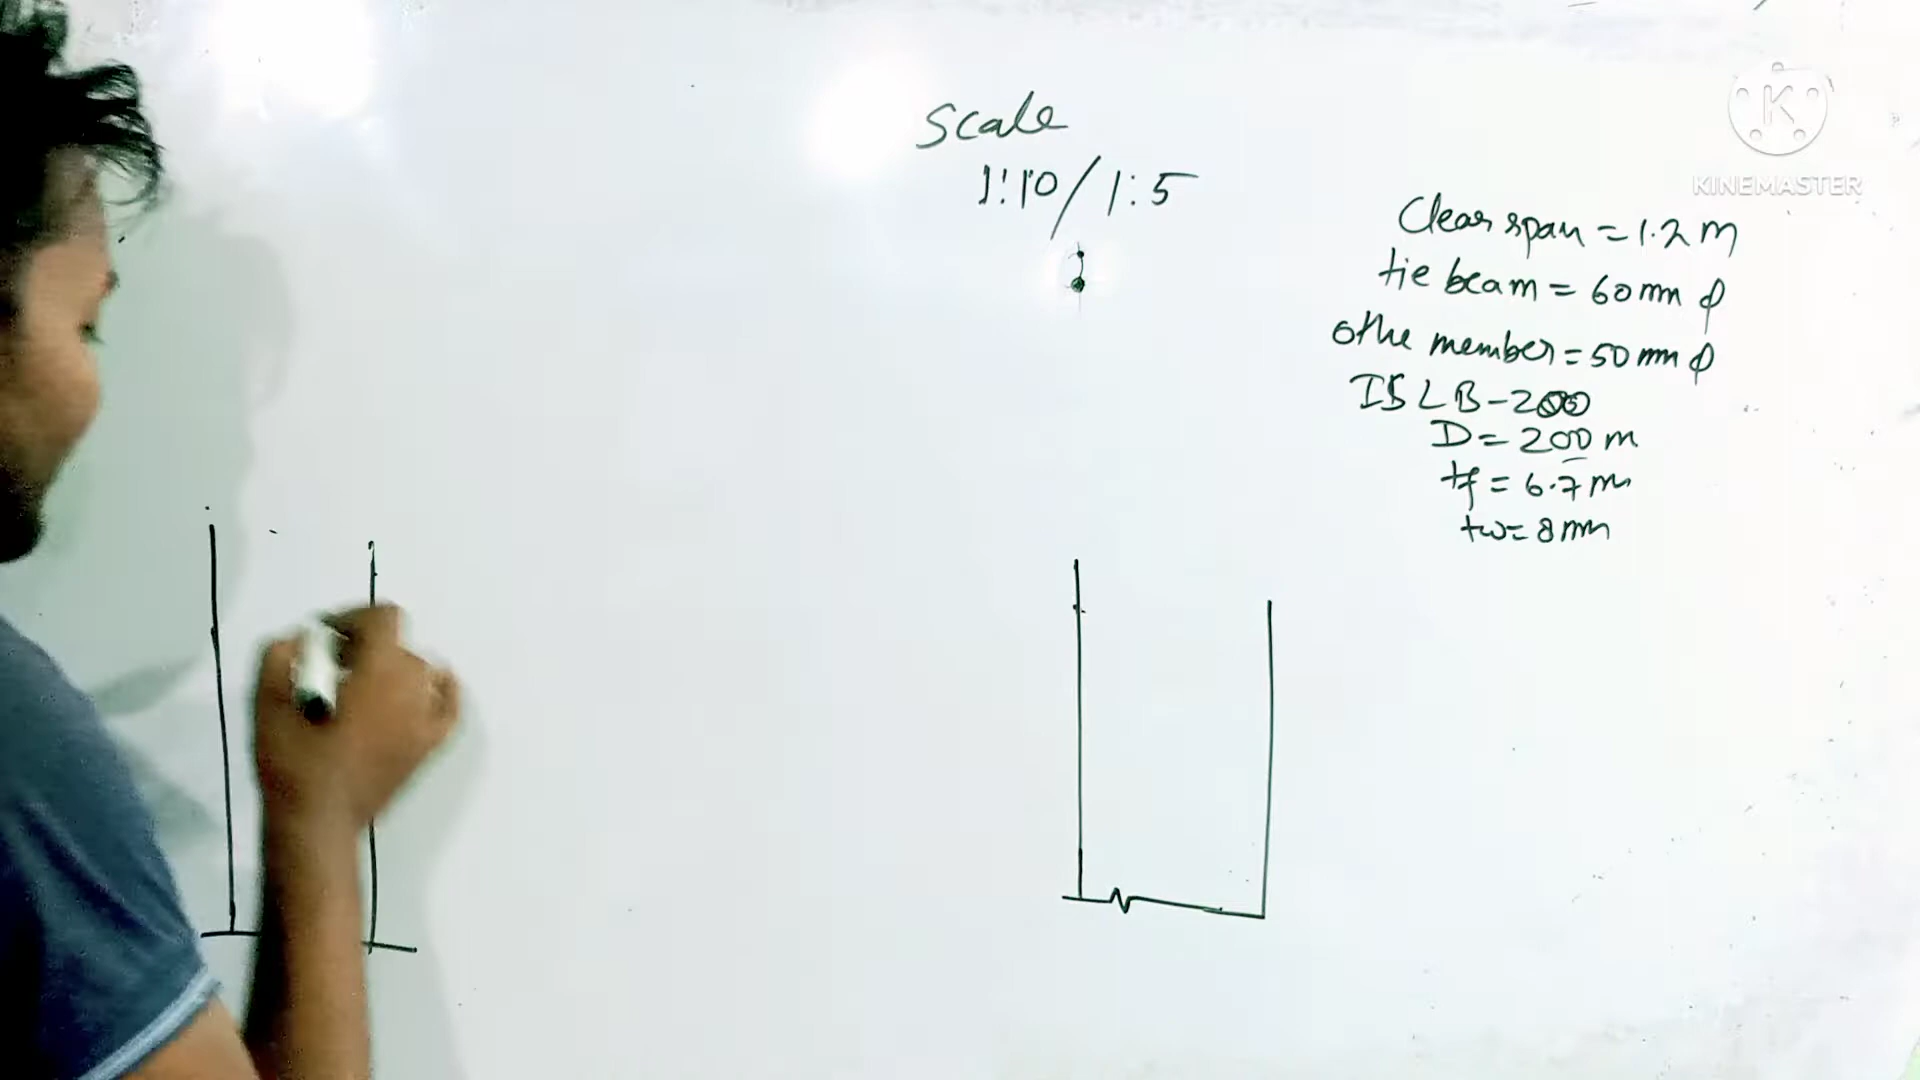 Scale
1:10/1:5
KINEMASTER
Clear span = 1.2 m
tie beam = 60 mm φ
othe member = 50 mm φ
ISLB-200
D = 200 m
tf = 6.7 m
tw = 8 mm